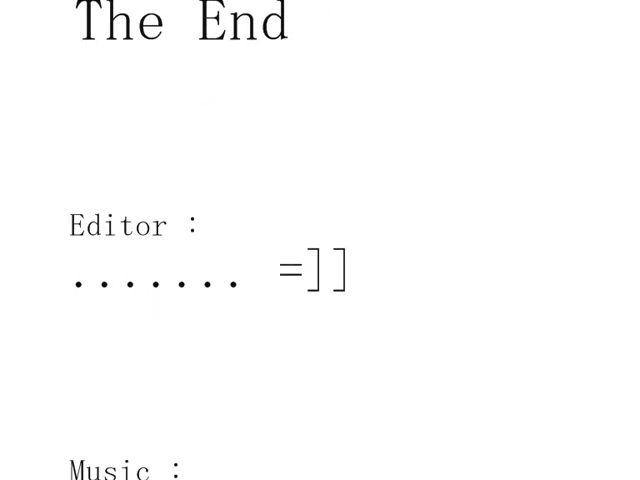 The End
Editor :
....... =]]
Music :